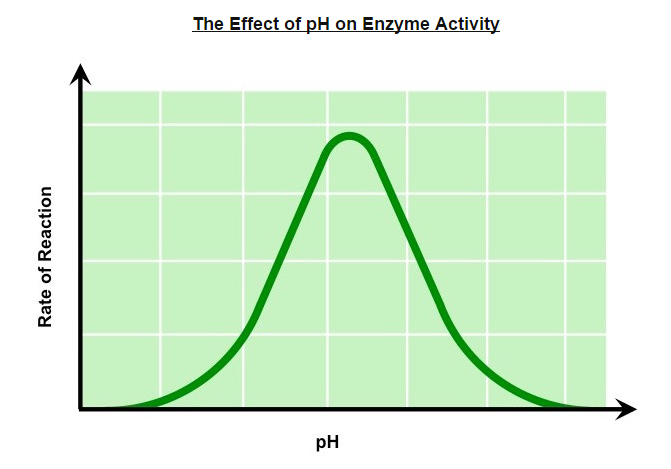 The Effect of pH on Enzyme Activity
Rate of Reaction
pH